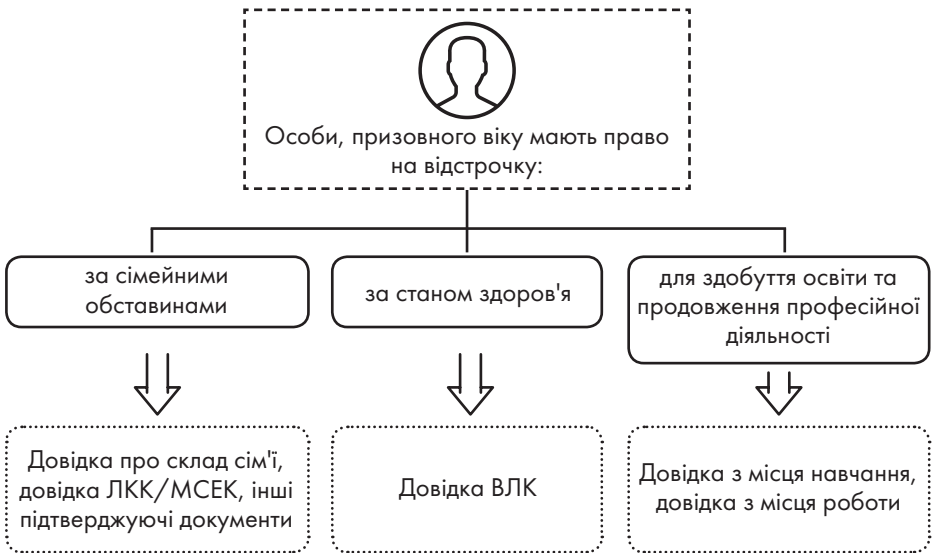 Особи, призовного віку мають право
на відстрочку:
за сімейними
обставинами
за станом здоров'я
для здобуття освіти та
продовження професійної
діяльності
Довідка про склад сім'ї,
довідка ЛКК/МСЕК, інші
підтверджуючі документи
Довідка ВЛК
Довідка з місця навчання,
довідка з місця роботи